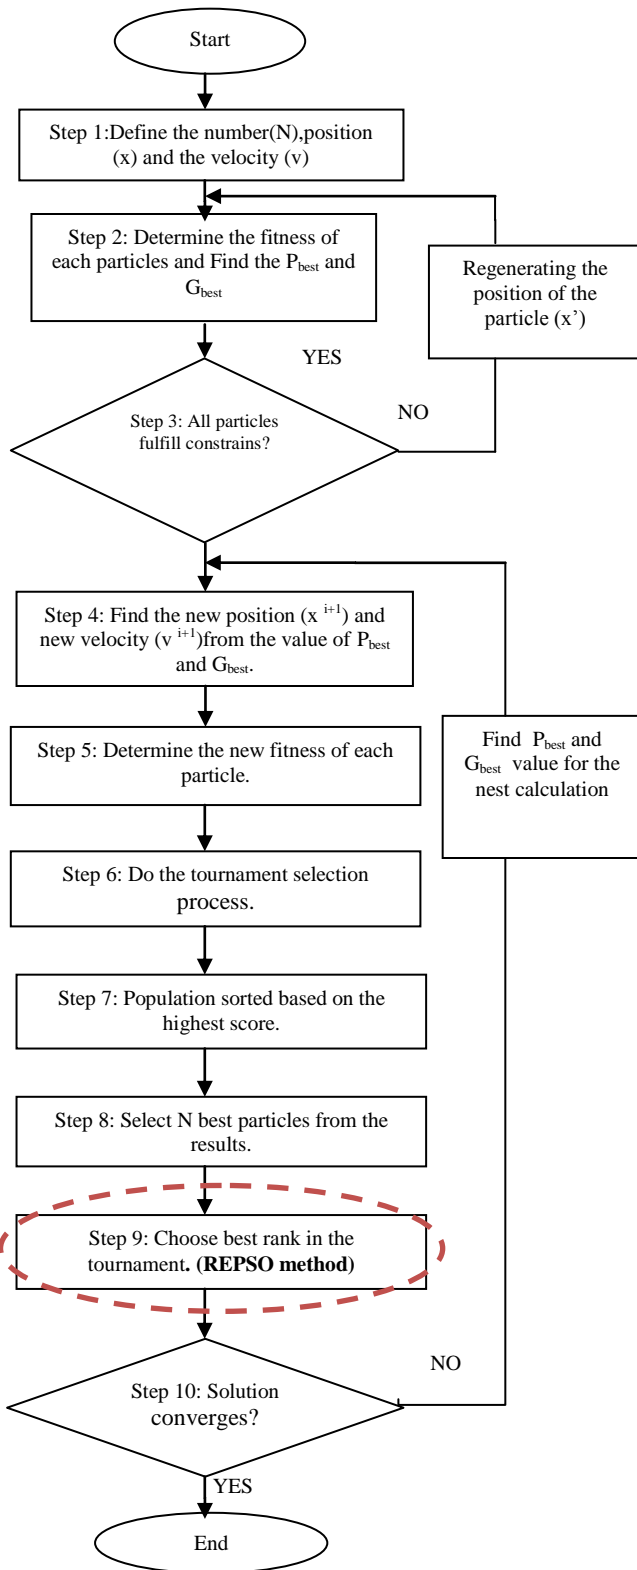 Start
Step 1:Define the number(N),position
(x) and the velocity (v)
Step 2: Determine the fitness of
each particles and Find the Pbest and
Gbest
Regenerating the
position of the
particle (x’)
YES
NO
Step 3: All particles
fulfill constrains?
Step 4: Find the new position (x i+1) and
new velocity (v i+1)from the value of Pbest
and Gbest.
Step 5: Determine the new fitness of each
particle.
Find Pbest and
Gbest value for the
nest calculation
Step 6: Do the tournament selection
process.
Step 7: Population sorted based on the
highest score.
Step 8: Select N best particles from the
results.
Step 9: Choose best rank in the
tournament. (REPSO method)
NO
Step 10: Solution
converges?
YES
End